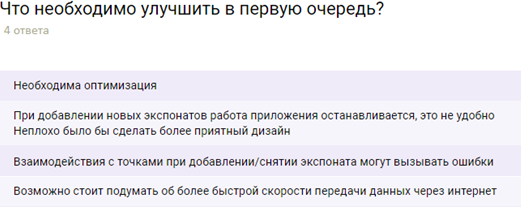 Что необходимо улучшить в первую очередь?
4 ответа
Необходима оптимизация
При добавлении новых экспонатов работа приложения останавливается, это не удобно
Неплохо было бы сделать более приятный дизайн
Взаимодействия с точками при добавлении/снятии экспоната могут вызывать ошибки
Возможно стоит подумать об более быстрой скорости передачи данных через интернет